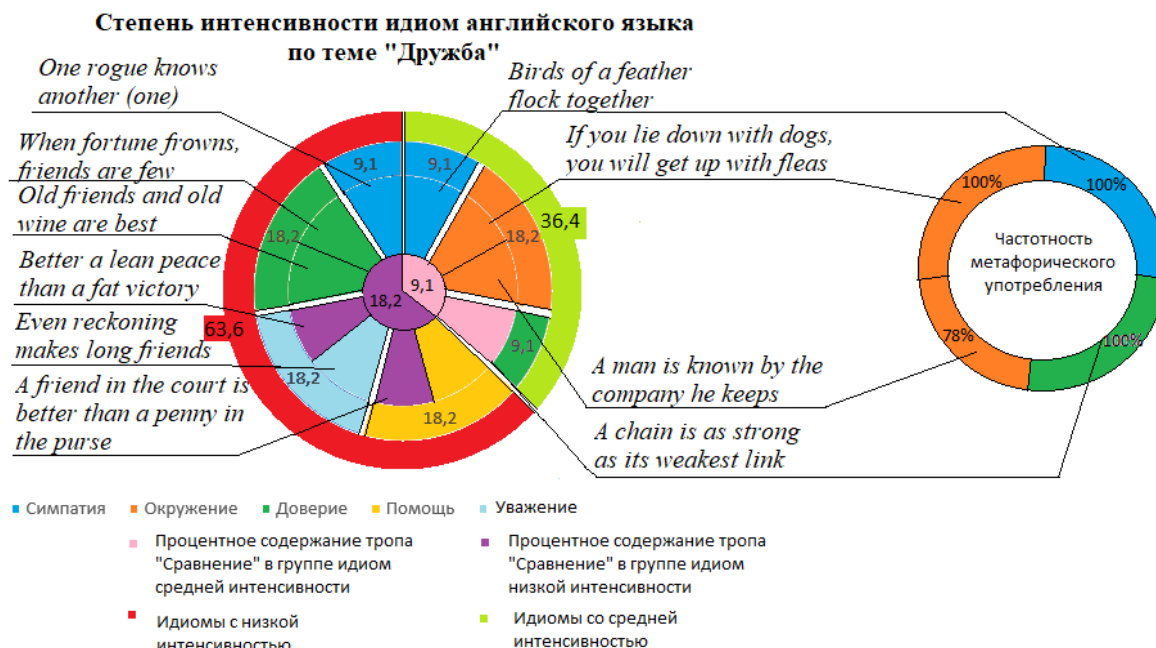 Степень интенсивности идиом английского языка
по теме "Дружба"
One rogue knows
another (one)
When fortune frowns,
friends are few
Old friends and old
wine are best
Better a lean peace
than a fat victory
Even reckoning
makes long friends
A friend in the court is
better than a penny in
the purse
9,1
9,1
18,2
18,2
36,4
9,1
18,2
63,6
9,1
18,2
18,2
Birds of a feather
flock together
If you lie down with dogs,
you will get up with fleas
A man is known by the
company he keeps
A chain is as strong
as its weakest link
100%
100%
Частотность
метафорического
употребления
78%
100%
Симпатия
Окружение
Доверие
Помощь
Уважение
Процентное содержание тропа
"Сравнение" в группе идиом
средней интенсивности
Процентное содержание тропа
"Сравнение" в группе идиом
низкой интенсивности
Идиомы с низкой
интенсивностью
Идиомы со средней
интенсивностью